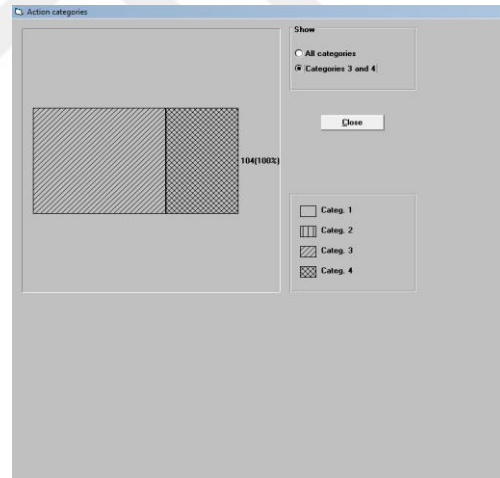 Action categories
Show
All categories
Categories 3 and 4
Close
104(100%)
Categ. 1
Categ. 2
Categ. 3
Categ. 4